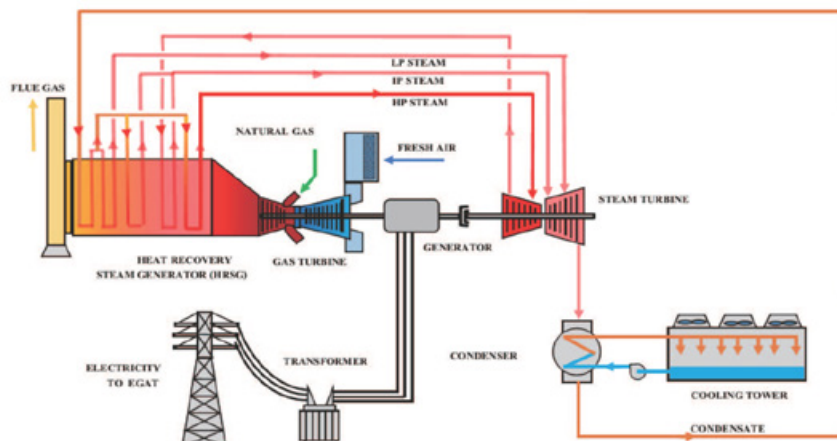 LP STEAM
FLUE GAS
IP STEAM
HP STEAM
NATURAL GAS
FRESH AIR
STEAM TURBINE
GENERATOR
HEAT RECOVERY
STEAM GENERATOR (HRSG)
GAS TURBINE
TRANSFORMER
CONDENSER
ELECTRICITY
TO EGAT
COOLING TOWER
CONDENSATE